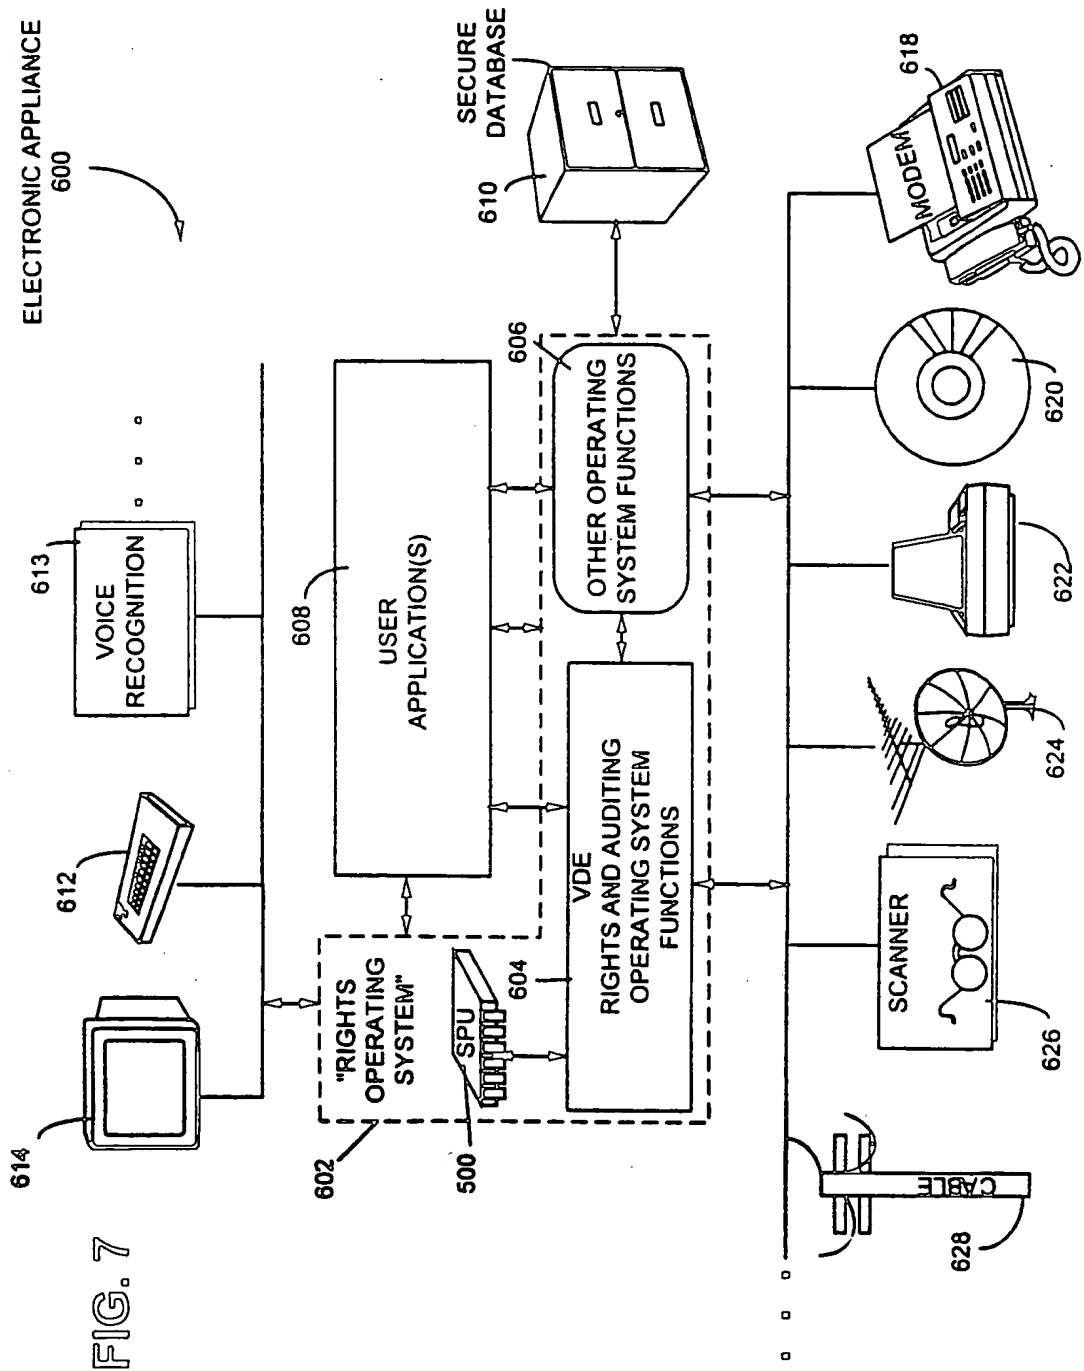 FIG. 7
ELECTRONIC APPLIANCE
600
614
612
613
VOICE
RECOGNITION
602
"RIGHTS
OPERATING
SYSTEM"
608
USER
APPLICATION(S)
500
SPU
604
VDE
RIGHTS AND AUDITING
OPERATING SYSTEM
FUNCTIONS
606
OTHER OPERATING
SYSTEM FUNCTIONS
610
SECURE
DATABASE
628
CABLE
626
SCANNER
624
622
620
618
MODEM